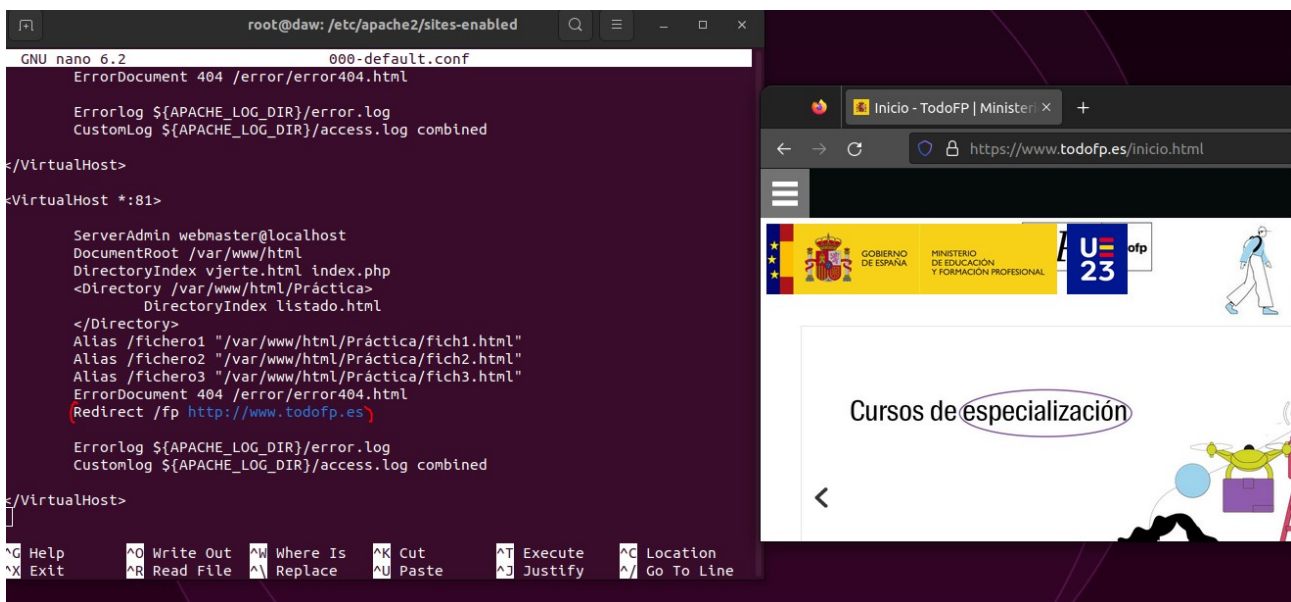 root@daw: /etc/apache2/sites-enabled
GNU nano 6.2 000-default.conf
ErrorDocument 404 /error/error404.html
Errorlog ${APACHE_LOG_DIR}/error.log
CustomLog ${APACHE_LOG_DIR}/access.log combined
</VirtualHost>
<VirtualHost *:81>
ServerAdmin webmaster@localhost
DocumentRoot /var/www/html
DirectoryIndex vjerte.html index.php
<Directory /var/www/html/Práctica>
DirectoryIndex listado.html
</Directory>
Alias /fichero1 "/var/www/html/Práctica/fich1.html"
Alias /fichero2 "/var/www/html/Práctica/fich2.html"
Alias /fichero3 "/var/www/html/Práctica/fich3.html"
ErrorDocument 404 /error/error404.html
Redirect /fp http://www.todofp.es
Errorlog ${APACHE_LOG_DIR}/error.log
Customlog ${APACHE_LOG_DIR}/access.log combined
</VirtualHost>
^G Help ^O Write Out ^W Where Is ^K Cut ^T Execute ^C Location
^X Exit ^R Read File ^\ Replace ^U Paste ^J Justify ^/ Go To Line
Inicio - TodoFP | Ministeri
https://www.todofp.es/inicio.html
GOBIERNO
DE ESPAÑA
MINISTERIO
DE EDUCACIÓN
Y FORMACIÓN PROFESIONAL
UE
23
ofp
Cursos de especialización